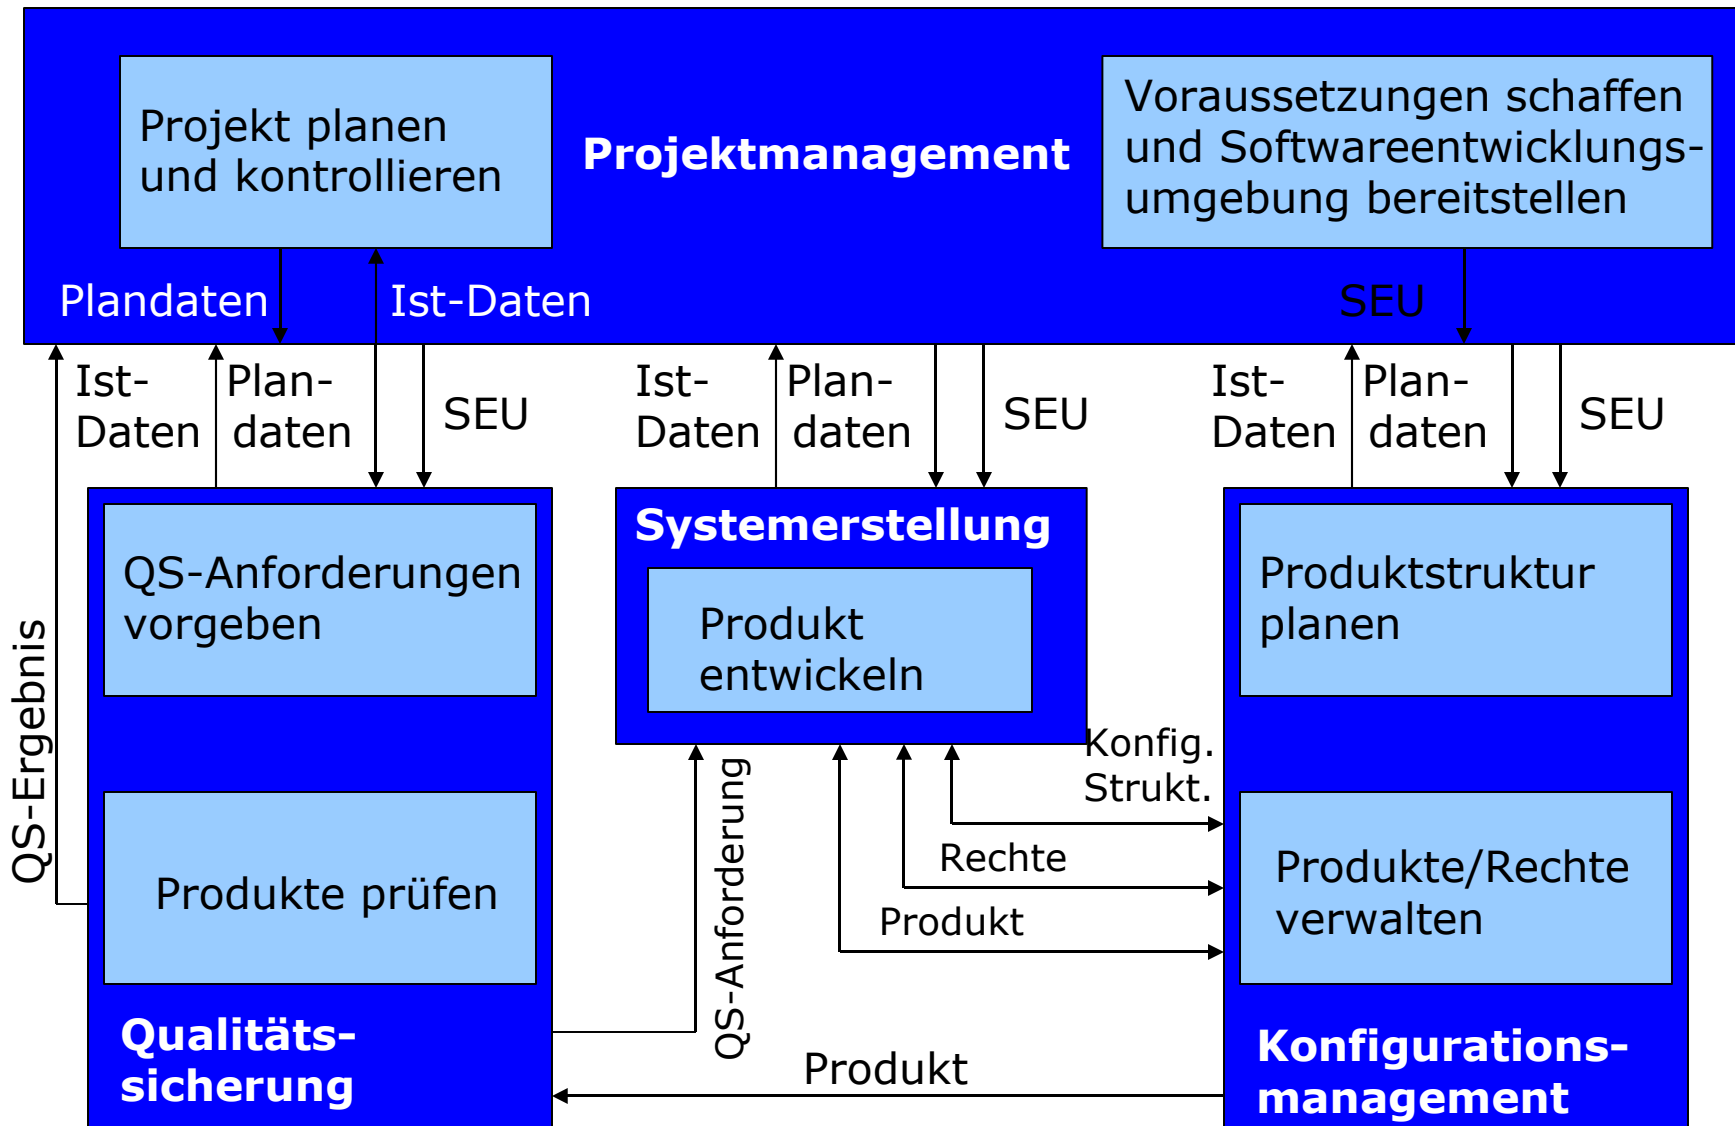 Projekt planen
und kontrollieren
Projektmanagement
Voraussetzungen schaffen
und Softwareentwicklungs-
umgebung bereitstellen
Plandaten
Ist-Daten
SEU
Ist-
Daten
Plan-
daten
SEU
Ist-
Daten
Plan-
daten
SEU
Ist-
Daten
Plan-
daten
SEU
QS-Ergebnis
QS-Anforderungen
vorgeben
Produkte prüfen
Qualitäts-
sicherung
Systemerstellung
Produkt
entwickeln
QS-Anforderung
Konfig.
Strukt.
Rechte
Produkt
Produkt
Produktstruktur
planen
Produkte/Rechte
verwalten
Konfigurations-
management